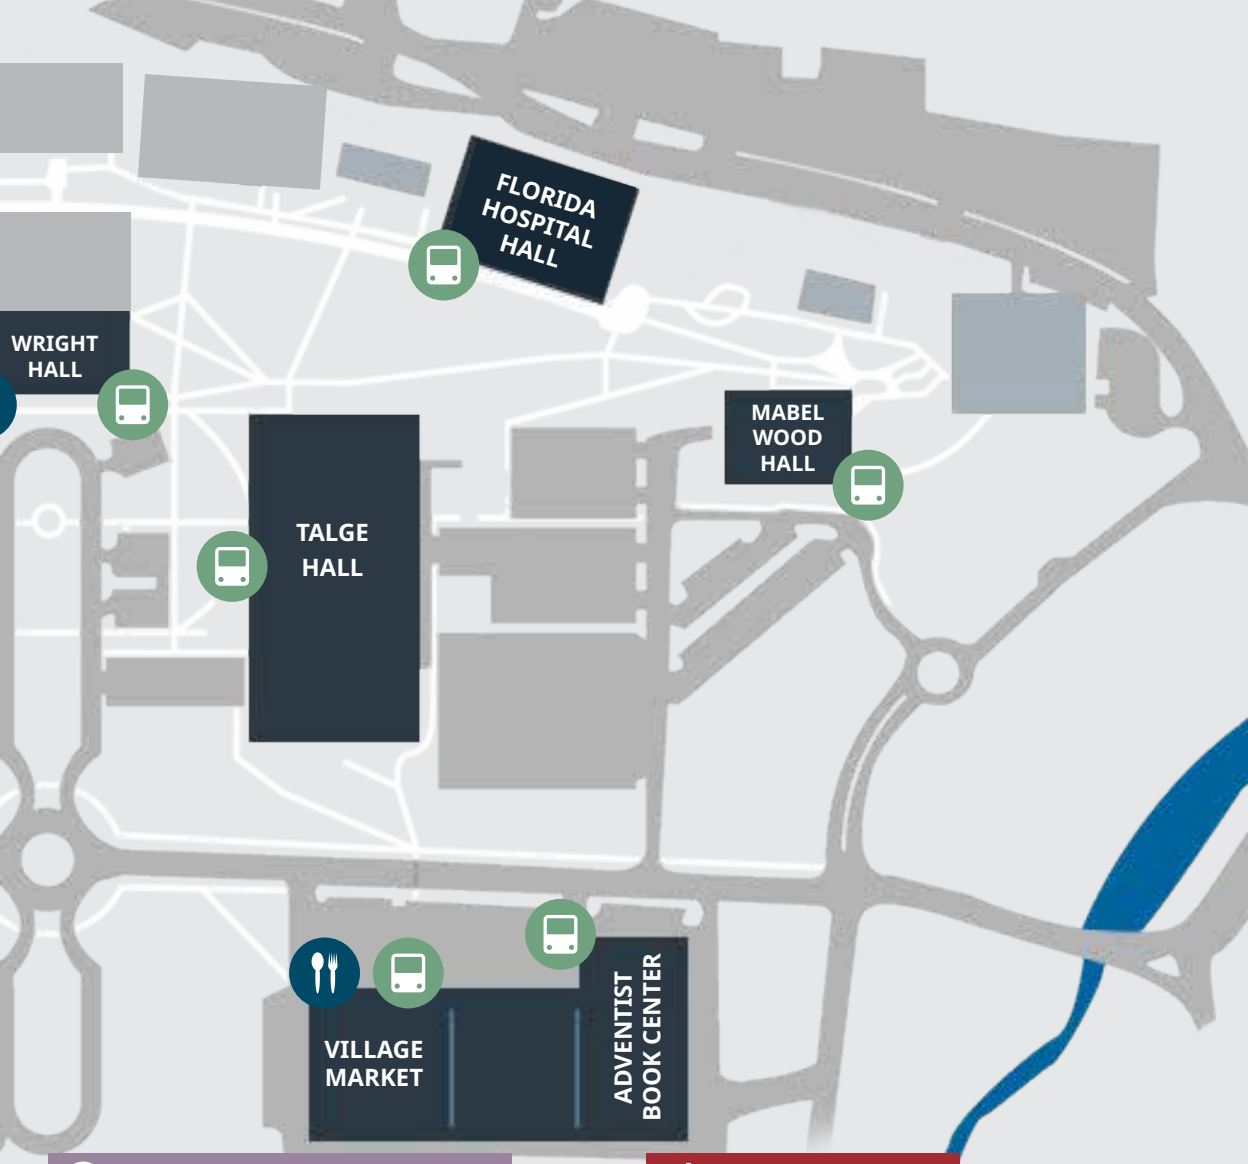 FLORIDA
HOSPITAL
HALL
WRIGHT
HALL
MABEL
WOOD
HALL
TALGE
HALL
VILLAGE
MARKET
ADVENTIST
BOOK CENTER